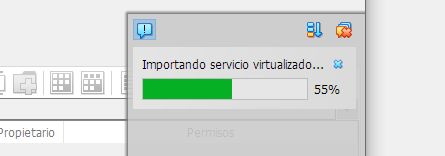 Importando servicio virtualizado...
55%
Propietario
Permisos